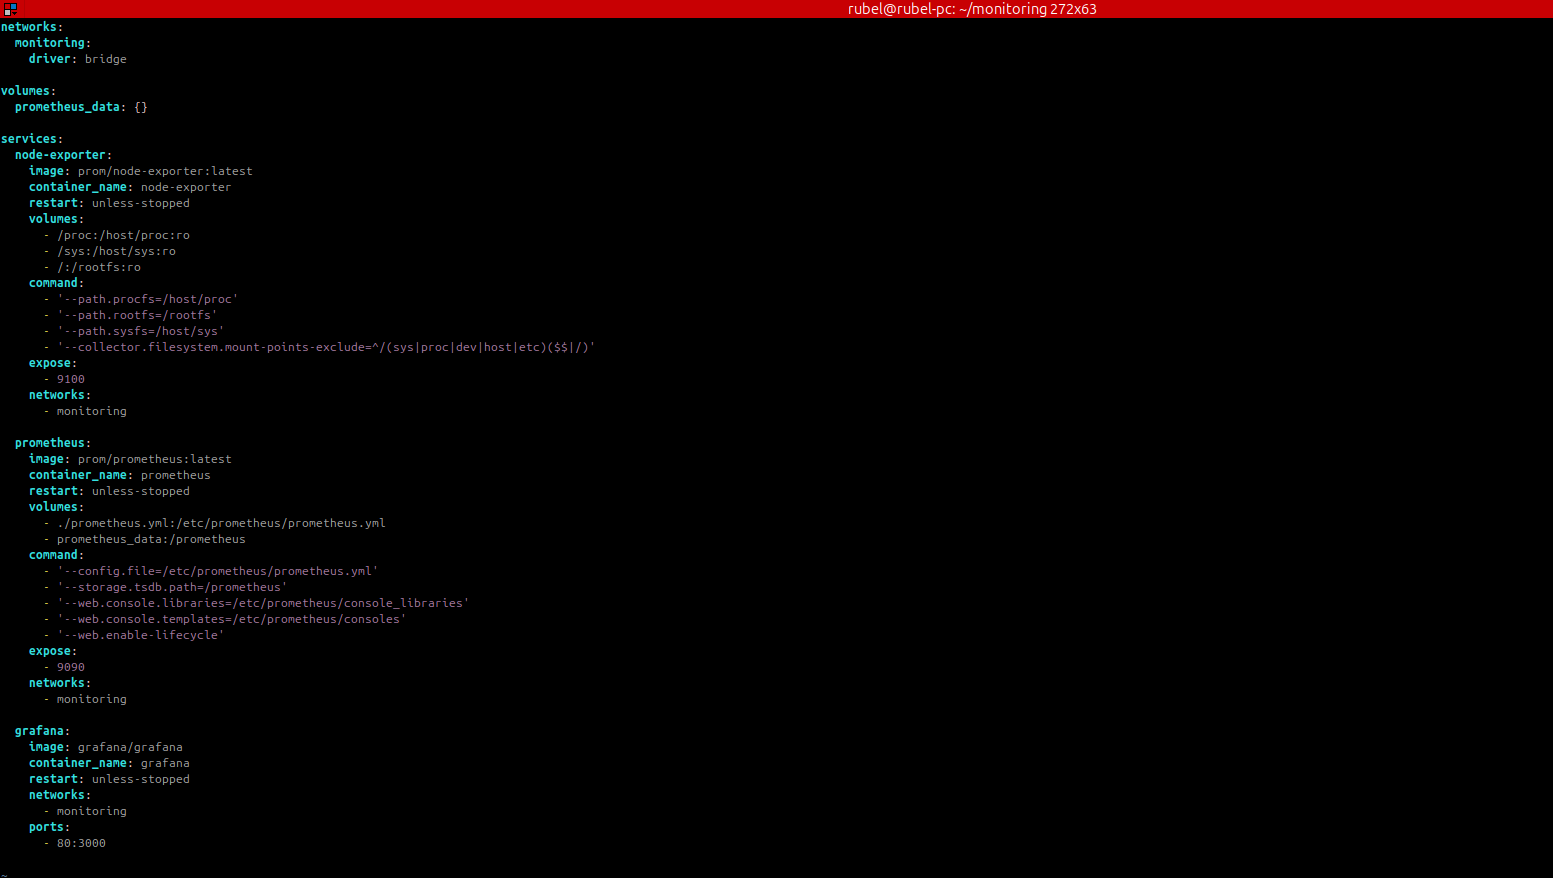 rubel@rubel-pc: ~/monitoring 272x63
networks:
  monitoring:
    driver: bridge

volumes:
  prometheus_data: {}

services:
  node-exporter:
    image: prom/node-exporter:latest
    container_name: node-exporter
    restart: unless-stopped
    volumes:
      - /proc:/host/proc:ro
      - /sys:/host/sys:ro
      - /:/rootfs:ro
    command:
      - '--path.procfs=/host/proc'
      - '--path.rootfs=/rootfs'
      - '--path.sysfs=/host/sys'
      - '--collector.filesystem.mount-points-exclude=^/(sys|proc|dev|host|etc)($$|/)'
    expose:
      - 9100
    networks:
      - monitoring

  prometheus:
    image: prom/prometheus:latest
    container_name: prometheus
    restart: unless-stopped
    volumes:
      - ./prometheus.yml:/etc/prometheus/prometheus.yml
      - prometheus_data:/prometheus
    command:
      - '--config.file=/etc/prometheus/prometheus.yml'
      - '--storage.tsdb.path=/prometheus'
      - '--web.console.libraries=/etc/prometheus/console_libraries'
      - '--web.console.templates=/etc/prometheus/consoles'
      - '--web.enable-lifecycle'
    expose:
      - 9090
    networks:
      - monitoring

  grafana:
    image: grafana/grafana
    container_name: grafana
    restart: unless-stopped
    networks:
      - monitoring
    ports:
      - 80:3000

~